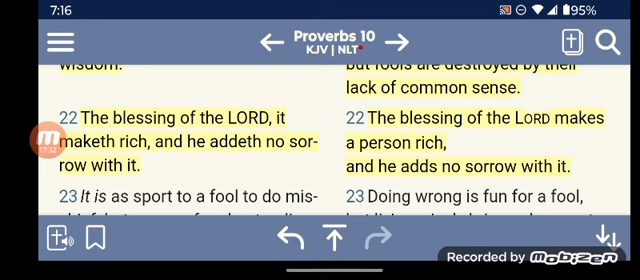 7:16
95%
Proverbs 10
KJV | NLT
wisdom.
22 The blessing of the LORD, it
maketh rich, and he addeth no sor-
row with it.
23 It is as sport to a fool to do mis-
but fools are destroyed by their
lack of common sense.
22 The blessing of the LORD makes
a person rich,
and he adds no sorrow with it.
23 Doing wrong is fun for a fool,
17:32
Recorded by Mobizen